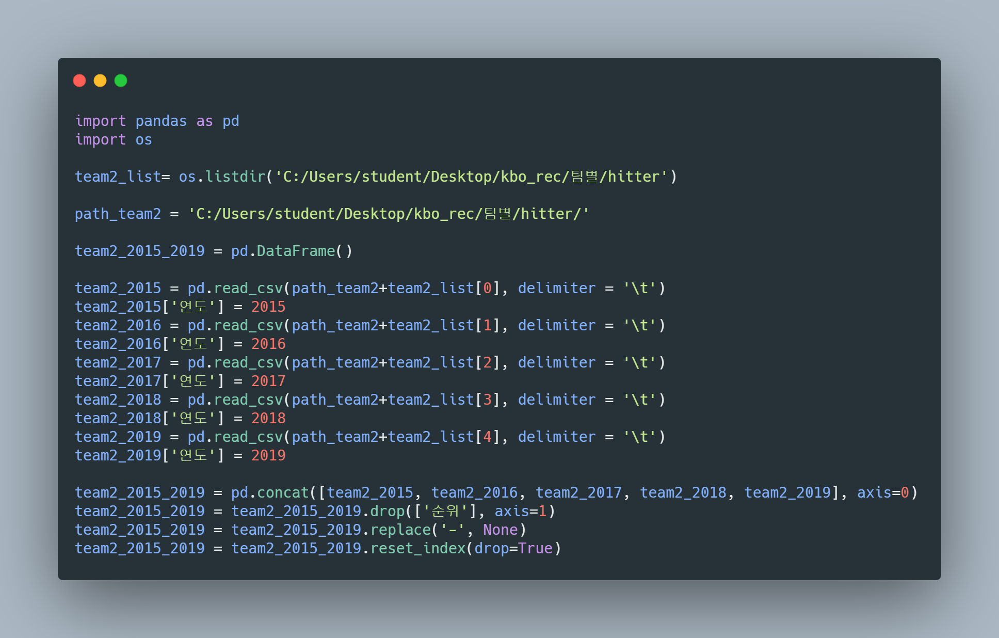 import pandas as pd
import os
team2_list= os.listdir('C:/Users/student/Desktop/kbo_rec/팀별/hitter')
path_team2 = 'C:/Users/student/Desktop/kbo_rec/팀별/hitter/'
team2_2015_2019 = pd.DataFrame()
team2_2015 = pd.read_csv(path_team2+team2_list[0], delimiter = '\t')
team2_2015['연도'] = 2015
team2_2016 = pd.read_csv(path_team2+team2_list[1], delimiter = '\t')
team2_2016['연도'] = 2016
team2_2017 = pd.read_csv(path_team2+team2_list[2], delimiter = '\t')
team2_2017['연도'] = 2017
team2_2018 = pd.read_csv(path_team2+team2_list[3], delimiter = '\t')
team2_2018['연도'] = 2018
team2_2019 = pd.read_csv(path_team2+team2_list[4], delimiter = '\t')
team2_2019['연도'] = 2019
team2_2015_2019 = pd.concat([team2_2015, team2_2016, team2_2017, team2_2018, team2_2019], axis=0)
team2_2015_2019 = team2_2015_2019.drop(['순위'], axis=1)
team2_2015_2019 = team2_2015_2019.replace('-', None)
team2_2015_2019 = team2_2015_2019.reset_index(drop=True)